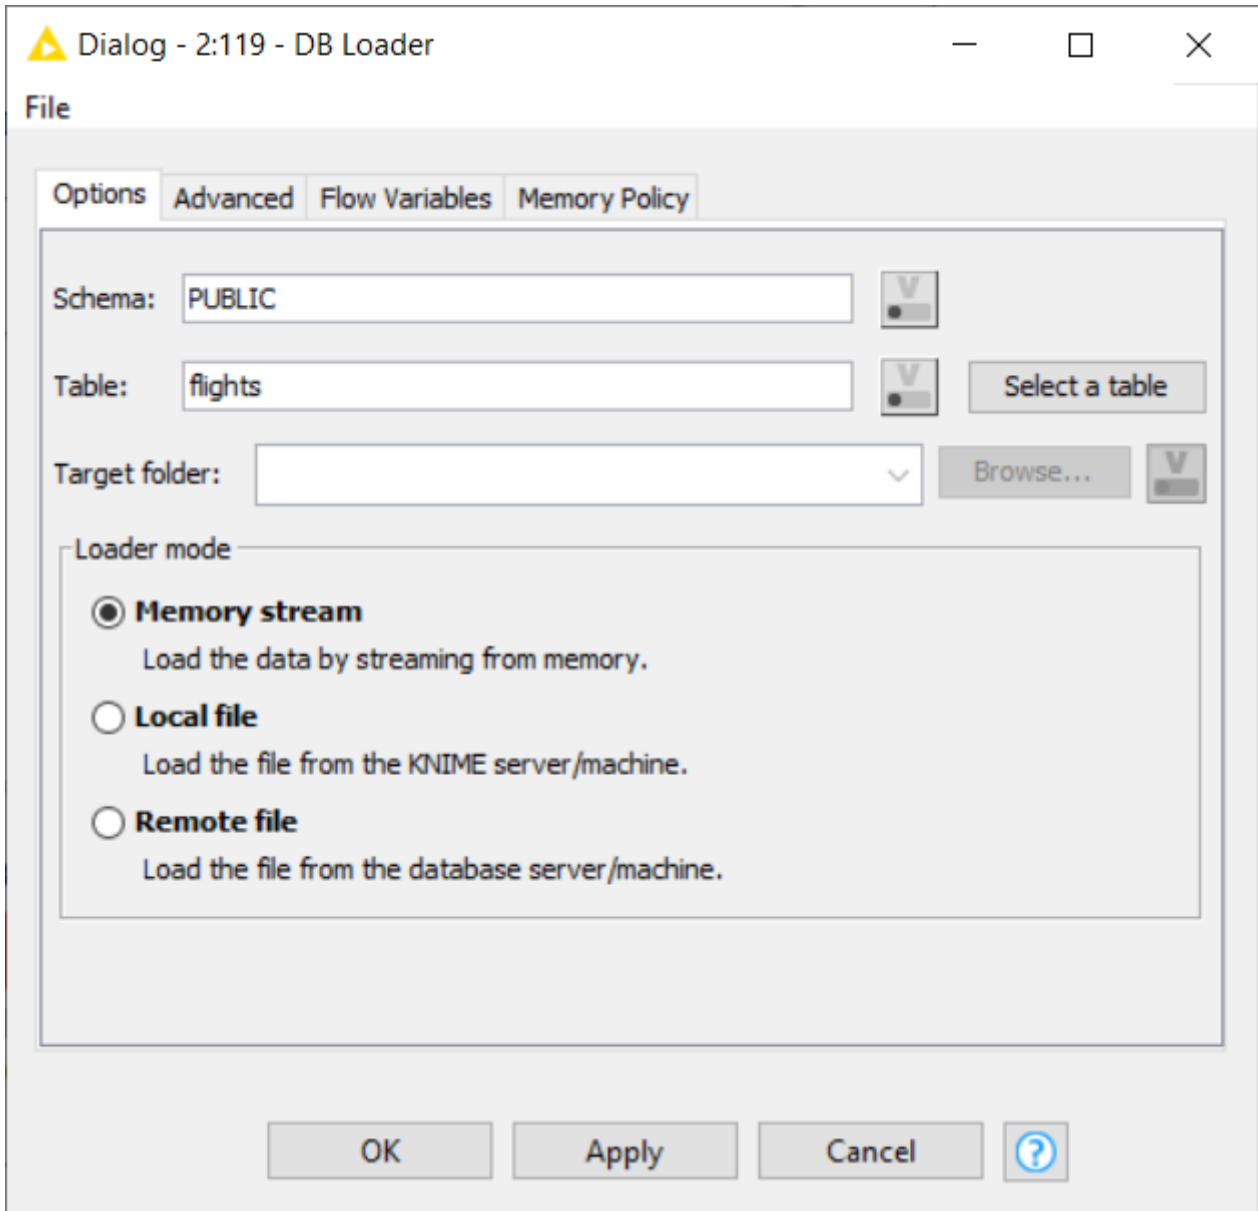 Dialog - 2:119 - DB Loader
File
Options Advanced Flow Variables Memory Policy
Schema: PUBLIC V
Table: flights V Select a table
Target folder: Browse... V
Loader mode
Memory stream
Load the data by streaming from memory.
Local file
Load the file from the KNIME server/machine.
Remote file
Load the file from the database server/machine.
OK Apply Cancel ?